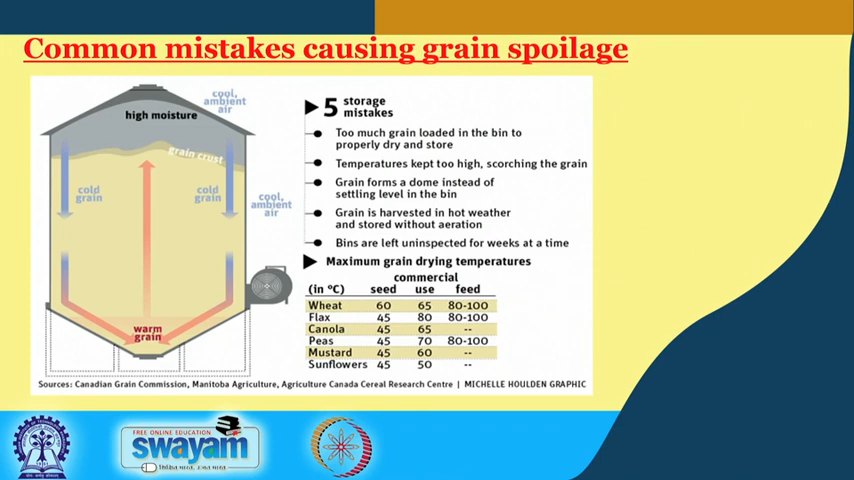 Common mistakes causing grain spoilage
cool,
ambient
air
high moisture
grain crust
cold
grain
cold
grain
cool,
ambient
air
warm
grain
5 storage
mistakes
Too much grain loaded in the bin to
properly dry and store
Temperatures kept too high, scorching the grain
Grain forms a dome instead of
settling level in the bin
Grain is harvested in hot weather
and stored without aeration
Bins are left uninspected for weeks at a time
Maximum grain drying temperatures
commercial
(in °C) seed use feed
Wheat 60 65 80-100
Flax 45 80 80-100
Canola 45 65 --
Peas 45 70 80-100
Mustard 45 60 --
Sunflowers 45 50 --
Sources: Canadian Grain Commission, Manitoba Agriculture, Agriculture Canada Cereal Research Centre | MICHELLE HOULDEN GRAPHIC
FREE ONLINE EDUCATION
swayam